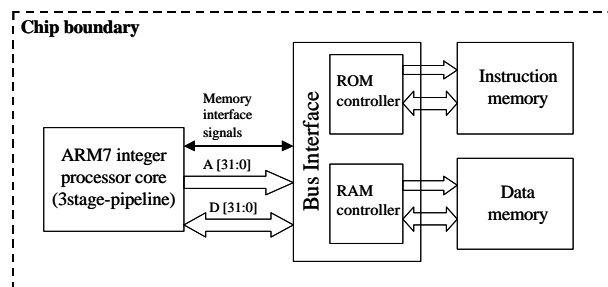 Chip boundary
Memory
interface
signals
ARM7 integer
processor core
(3stage-pipeline)
A [31:0]
D [31:0]
Bus Interface
ROM
controller
RAM
controller
Instruction
memory
Data
memory